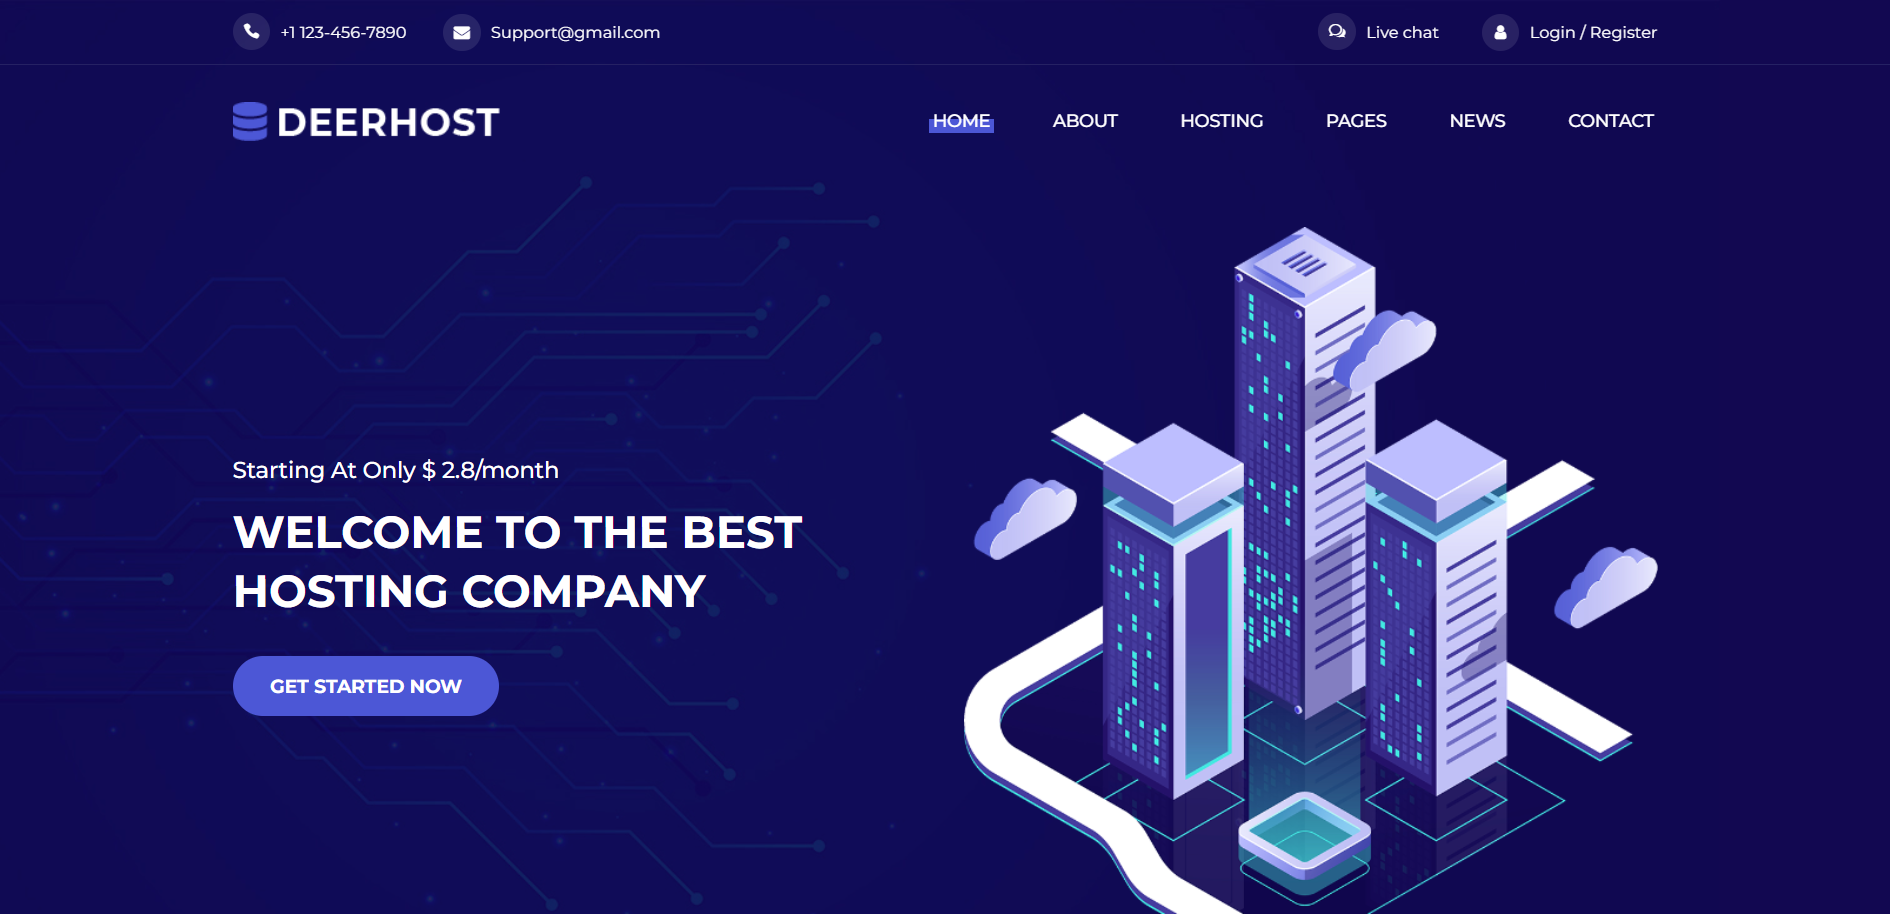 +1 123-456-7890
Support@gmail.com
Live chat
Login / Register
DEERHOST
HOME
ABOUT
HOSTING
PAGES
NEWS
CONTACT
Starting At Only $ 2.8/month
WELCOME TO THE BEST
HOSTING COMPANY
GET STARTED NOW